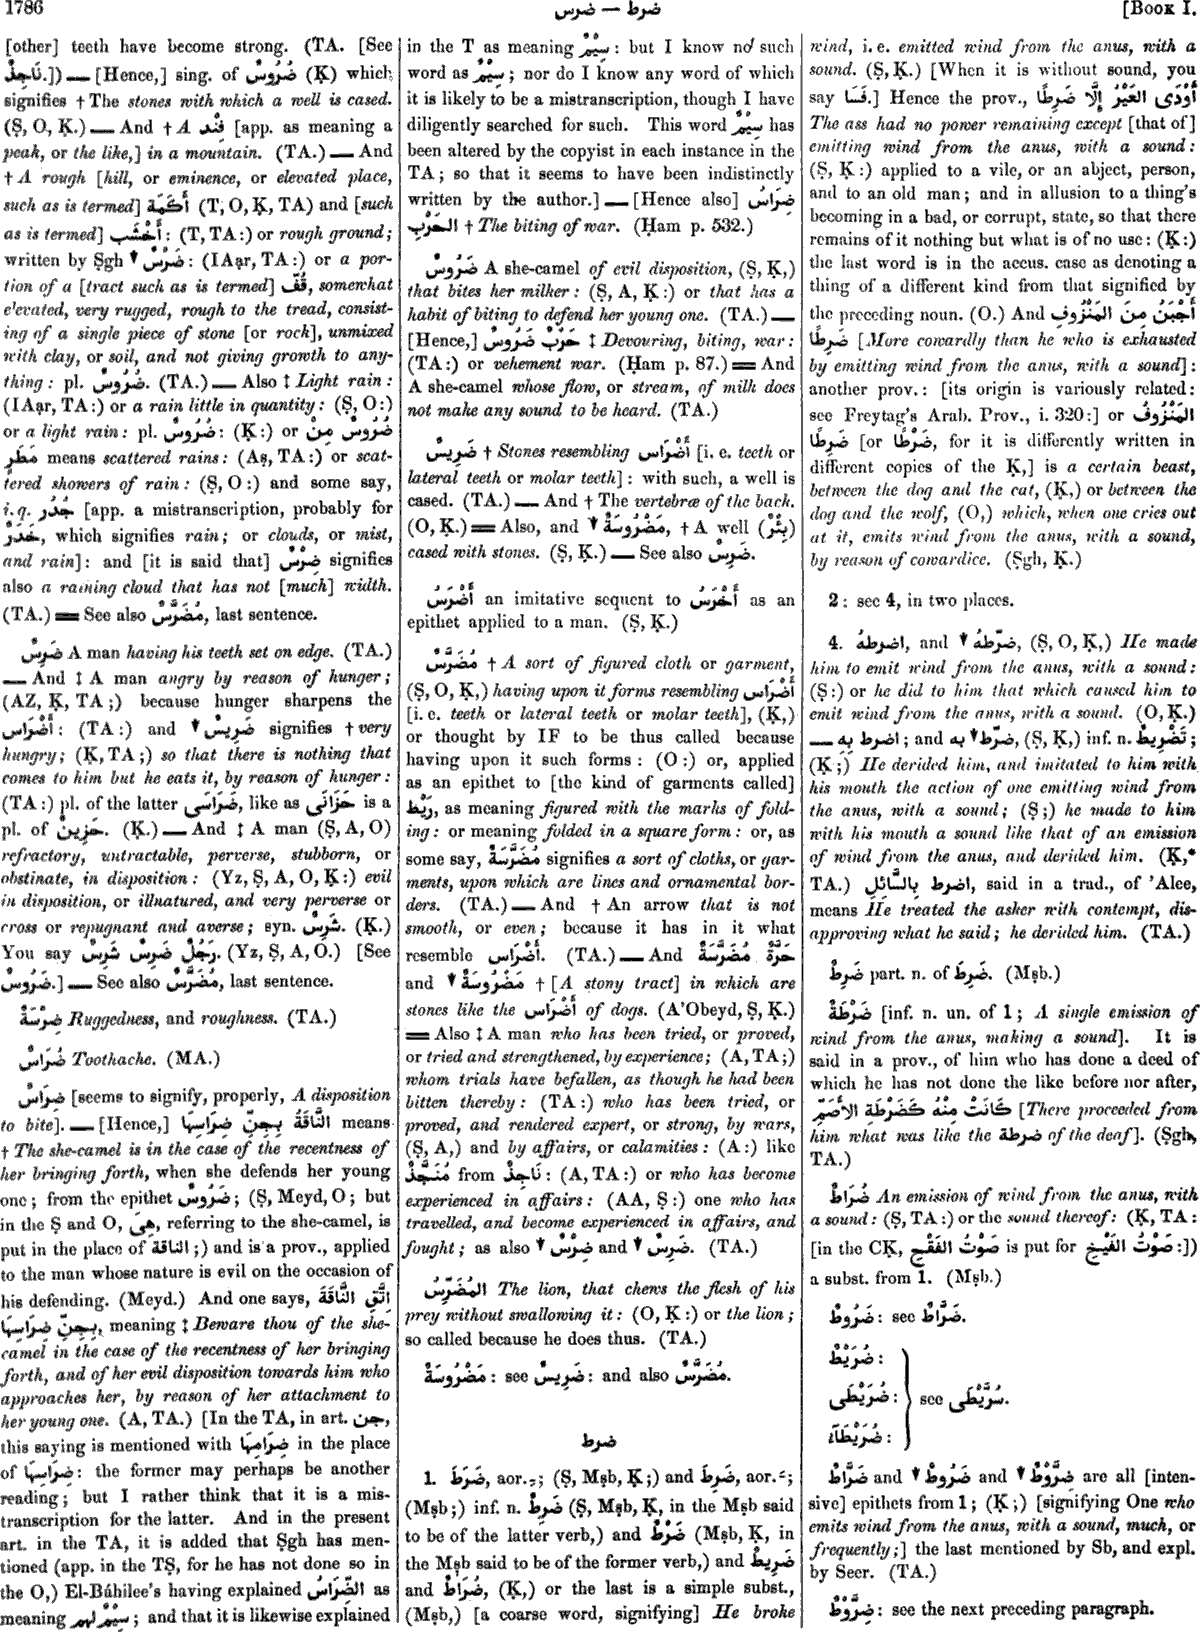 1786
ضرس — ضرط
[Book I.
[other] teeth have become strong. (TA. [See
نَاجِذٌ.]) — [Hence,] sing. of ضُرُوسٌ (Ḳ) which
signifies † The stones with which a well is cased.
(Ṣ, O, Ḳ.) — And † A فِنْد [app. as meaning a
peak, or the like,] in a mountain. (TA.) — And
† A rough [hill, or eminence, or elevated place,
such as is termed] أَكَمَة (T, O, Ḳ, TA) and [such
as is termed] أَخْشَب: (T, TA:) or rough ground;
written by Ṣgh ▼ ضَرْسٌ: (IAạr, TA:) or a por-
tion of a [tract such as is termed] قُفّ, somewhat
elevated, very rugged, rough to the tread, consist-
ing of a single piece of stone [or rock], unmixed
with clay, or soil, and not giving growth to any-
thing: pl. ضُرُوسٌ. (TA.) — Also ‡ Light rain:
(IAạr, TA:) or a rain little in quantity: (Ṣ, O:)
or a light rain: pl. ضُرُوسٌ: (Ḳ:) or ضُرُوسٌ مِنْ
مَطَرٍ means scattered rains: (Aṣ, TA:) or scat-
tered showers of rain: (Ṣ, O:) and some say,
i. q. جُدُر [app. a mistranscription, probably for
خَدَرٌ, which signifies rain; or clouds, or mist,
and rain]: and [it is said that] ضِرْسٌ signifies
also a raining cloud that has not [much] width.
(TA.) = See also مُضَرَّسٌ, last sentence.
ضَرِسٌ A man having his teeth set on edge. (TA.)
— And ‡ A man angry by reason of hunger;
(AZ, Ḳ, TA;) because hunger sharpens the
أَضْرَاس: (TA:) and ▼ ضَرِيسٌ signifies † very
hungry; (Ḳ, TA;) so that there is nothing that
comes to him but he eats it, by reason of hunger:
(TA:) pl. of the latter ضَرَاسَى, like as حَزَانَى is a
pl. of حَزِينٌ. (Ḳ.) — And ‡ A man (Ṣ, A, O)
refractory, untractable, perverse, stubborn, or
obstinate, in disposition: (Yz, Ṣ, A, O, Ḳ:) evil
in disposition, or illnatured, and very perverse or
cross or repugnant and averse; syn. شَرِسٌ. (Ḳ.)
You say رَجُلٌ ضَرِسٌ شَرِسٌ. (Yz, Ṣ, A, O.) [See
ضَرُوسٌ.] — See also مُضَرَّسٌ, last sentence.
ضِرْسَةٌ Ruggedness, and roughness. (TA.)
ضُرَاسٌ Toothache. (MA.)
ضِرَاسٌ [seems to signify, properly, A disposition
to bite]. — [Hence,] النَّاقَةُ بِجِنِّ ضِرَاسِهَا means
† The she-camel is in the case of the recentness of
her bringing forth, when she defends her young
one; from the epithet ضَرُوسٌ; (Ṣ, Meyd, O; but
in the Ṣ and O, هِىَ, referring to the she-camel, is
put in the place of الناقة;) and is a prov., applied
to the man whose nature is evil on the occasion of
his defending. (Meyd.) And one says, اِتَّقِ النَّاقَةَ
بِجِنِّ ضِرَاسِهَا, meaning ‡ Beware thou of the she-
camel in the case of the recentness of her bringing
forth, and of her evil disposition towards him who
approaches her, by reason of her attachment to
her young one. (A, TA.) [In the TA, in art. جن,
this saying is mentioned with ضِرَامِهَا in the place
of ضِرَاسِهَا: the former may perhaps be another
reading; but I rather think that it is a mis-
transcription for the latter. And in the present
art. in the TA, it is added that Ṣgh has men-
tioned (app. in the TṢ, for he has not done so in
the O,) El-Báhilee's having explained الضِّرَاسُ as
meaning سِيْمٌ لهم; and that it is likewise explained
in the T as meaning سِيْمٌ: but I know no such
word as سِيْمٌ; nor do I know any word of which
it is likely to be a mistranscription, though I have
diligently searched for such. This word سِيْمٌ has
been altered by the copyist in each instance in the
TA; so that it seems to have been indistinctly
written by the author.] — [Hence also] ضِرَاسُ
الحَرْبِ † The biting of war. (Ḥam p. 532.)
ضَرُوسٌ A she-camel of evil disposition, (Ṣ, Ḳ,)
that bites her milker: (Ṣ, A, Ḳ:) or that has a
habit of biting to defend her young one. (TA.) —
[Hence,] حَرْبٌ ضَرُوسٌ ‡ Devouring, biting, war:
(TA:) or vehement war. (Ḥam p. 87.) = And
A she-camel whose flow, or stream, of milk does
not make any sound to be heard. (TA.)
ضَرِيسٌ † Stones resembling أَضْرَاس [i. e. teeth or
lateral teeth or molar teeth]: with such, a well is
cased. (TA.) — And † The vertebræ of the back.
(O, Ḳ.) = Also, and ▼ مَضْرُوسَةٌ, † A well (بِئْرٌ)
cased with stones. (Ṣ, Ḳ.) — See also ضَرِسٌ.
أَضْرَسُ an imitative sequent to أَخْرَسُ as an
epithet applied to a man. (Ṣ, Ḳ.)
مُضَرَّسٌ † A sort of figured cloth or garment,
(Ṣ, O, Ḳ,) having upon it forms resembling أَضْرَاس
[i. e. teeth or lateral teeth or molar teeth], (Ḳ,)
or thought by IF to be thus called because
having upon it such forms: (O:) or, applied
as an epithet to [the kind of garments called]
رَيْط, as meaning figured with the marks of fold-
ing: or meaning folded in a square form: or, as
some say, مُضَرَّسَةٌ signifies a sort of cloths, or gar-
ments, upon which are lines and ornamental bor-
ders. (TA.) — And † An arrow that is not
smooth, or even; because it has in it what
resemble أَضْرَاس. (TA.) — And حَرَّةٌ مُضَرَّسَةٌ
and ▼ مَضْرُوسَةٌ † [A stony tract] in which are
stones like the أَضْرَاس of dogs. (A'Obeyd, Ṣ, Ḳ.)
= Also ‡ A man who has been tried, or proved,
or tried and strengthened, by experience; (A, TA;)
whom trials have befallen, as though he had been
bitten thereby: (TA:) who has been tried, or
proved, and rendered expert, or strong, by wars,
(Ṣ, A,) and by affairs, or calamities: (A:) like
مُنَجَّذٌ from نَاجِذٌ: (A, TA:) or who has become
experienced in affairs: (AA, Ṣ:) one who has
travelled, and become experienced in affairs, and
fought; as also ▼ ضِرْسٌ and ▼ ضَرِسٌ. (TA.)
المُضَرِّسُ The lion, that chews the flesh of his
prey without swallowing it: (O, Ḳ:) or the lion;
so called because he does thus. (TA.)
مَضْرُوسَةٌ: see ضَرِيسٌ: and also مُضَرَّسٌ.
ضرط
1. ضَرَطَ, aor. ـِ; (Ṣ, Mṣb, Ḳ;) and ضَرِطَ, aor. ـَ;
(Mṣb;) inf. n. ضَرِطٌ (Ṣ, Mṣb, Ḳ, in the Mṣb said
to be of the latter verb,) and ضَرْطٌ (Mṣb, Ḳ, in
the Mṣb said to be of the former verb,) and ضَرِيطٌ
and ضُرَاطٌ, (Ḳ,) or the last is a simple subst.,
(Mṣb,) [a coarse word, signifying] He broke
wind, i. e. emitted wind from the anus, with a
sound. (Ṣ, Ḳ.) [When it is without sound, you
say فَسَا.] Hence the prov., أَوْدَى العَيْرُ إِلَّا ضَرِطًا
The ass had no power remaining except [that of]
emitting wind from the anus, with a sound:
(Ṣ, Ḳ:) applied to a vile, or an abject, person,
and to an old man; and in allusion to a thing's
becoming in a bad, or corrupt, state, so that there
remains of it nothing but what is of no use: (Ḳ:)
the last word is in the accus. case as denoting a
thing of a different kind from that signified by
the preceding noun. (O.) And أَجْبَنُ مِنَ المَنْزُوفِ
ضَرِطًا [More cowardly than he who is exhausted
by emitting wind from the anus, with a sound]:
another prov.: [its origin is variously related:
see Freytag's Arab. Prov., i. 320:] or المَنْزُوفُ
ضَرِطًا [or ضَرْطًا, for it is differently written in
different copies of the Ḳ,] is a certain beast,
between the dog and the cat, (Ḳ,) or between the
dog and the wolf, (O,) which, when one cries out
at it, emits wind from the anus, with a sound,
by reason of cowardice. (Ṣgh, Ḳ.)
2: see 4, in two places.
4. اضرطهُ, and ▼ ضرّطهُ, (Ṣ, O, Ḳ,) He made
him to emit wind from the anus, with a sound:
(Ṣ:) or he did to him that which caused him to
emit wind from the anus, with a sound. (O, Ḳ.)
— اضرط بِهِ; and ▼ ضرّط به, (Ṣ, Ḳ,) inf. n. تَضْرِيطٌ;
(Ḳ;) He derided him, and imitated to him with
his mouth the action of one emitting wind from
the anus, with a sound; (Ṣ;) he made to him
with his mouth a sound like that of an emission
of wind from the anus, and derided him. (Ḳ,*
TA.) اضرط بِالسَّائِلِ, said in a trad., of 'Alee,
means He treated the asker with contempt, dis-
approving what he said; he derided him. (TA.)
ضَرِطٌ part. n. of ضَرِطَ. (Mṣb.)
ضَرْطَةٌ [inf. n. un. of 1; A single emission of
wind from the anus, making a sound]. It is
said in a prov., of him who has done a deed of
which he has not done the like before nor after,
كَانَتْ مِنْهُ كَضَرْطَةِ الأَصَمِّ [There proceeded from
him what was like the ضرطة of the deaf]. (Ṣgh,
TA.)
ضُرَاطٌ An emission of wind from the anus, with
a sound: (Ṣ, TA:) or the sound thereof: (Ḳ, TA:
[in the CḲ, صَوْتُ الفَقْحِ is put for صَوْتُ الفَيْخِ:])
a subst. from 1. (Mṣb.)
ضَرُوطٌ: see ضَرَّاطٌ.
ضُرَيْطٌ:
ضُرَيْطَى: see سُرَّيْطَى.
ضُرَيْطَآءُ:
ضَرَّاطٌ and ▼ ضَرُوطٌ and ▼ ضِرَّوْطٌ are all [inten-
sive] epithets from 1; (Ḳ;) [signifying One who
emits wind from the anus, with a sound, much, or
frequently;] the last mentioned by Sb, and expl.
by Seer. (TA.)
ضِرَّوْطٌ: see the next preceding paragraph.